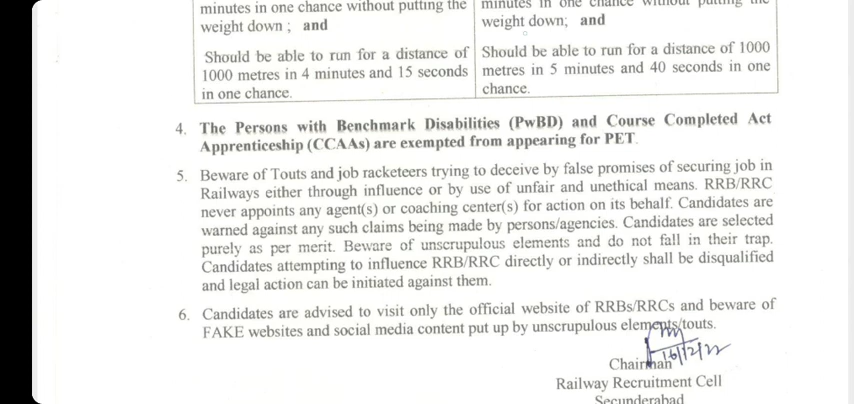 minutes in one chance without putting the
weight down ; and
Should be able to run for a distance of
1000 metres in 4 minutes and 15 seconds
in one chance.
minutes in one chance without putting the
weight down; and
Should be able to run for a distance of 1000
metres in 5 minutes and 40 seconds in one
chance.
4. The Persons with Benchmark Disabilities (PwBD) and Course Completed Act
Apprenticeship (CCAAs) are exempted from appearing for PET.
5. Beware of Touts and job racketeers trying to deceive by false promises of securing job in
Railways either through influence or by use of unfair and unethical means. RRB/RRC
never appoints any agent(s) or coaching center(s) for action on its behalf. Candidates are
warned against any such claims being made by persons/agencies. Candidates are selected
purely as per merit. Beware of unscrupulous elements and do not fall in their trap.
Candidates attempting to influence RRB/RRC directly or indirectly shall be disqualified
and legal action can be initiated against them.
6. Candidates are advised to visit only the official website of RRBs/RRCs and beware of
FAKE websites and social media content put up by unscrupulous elements/touts.
16/12/22
Chairman
Railway Recruitment Cell
Secunderabad